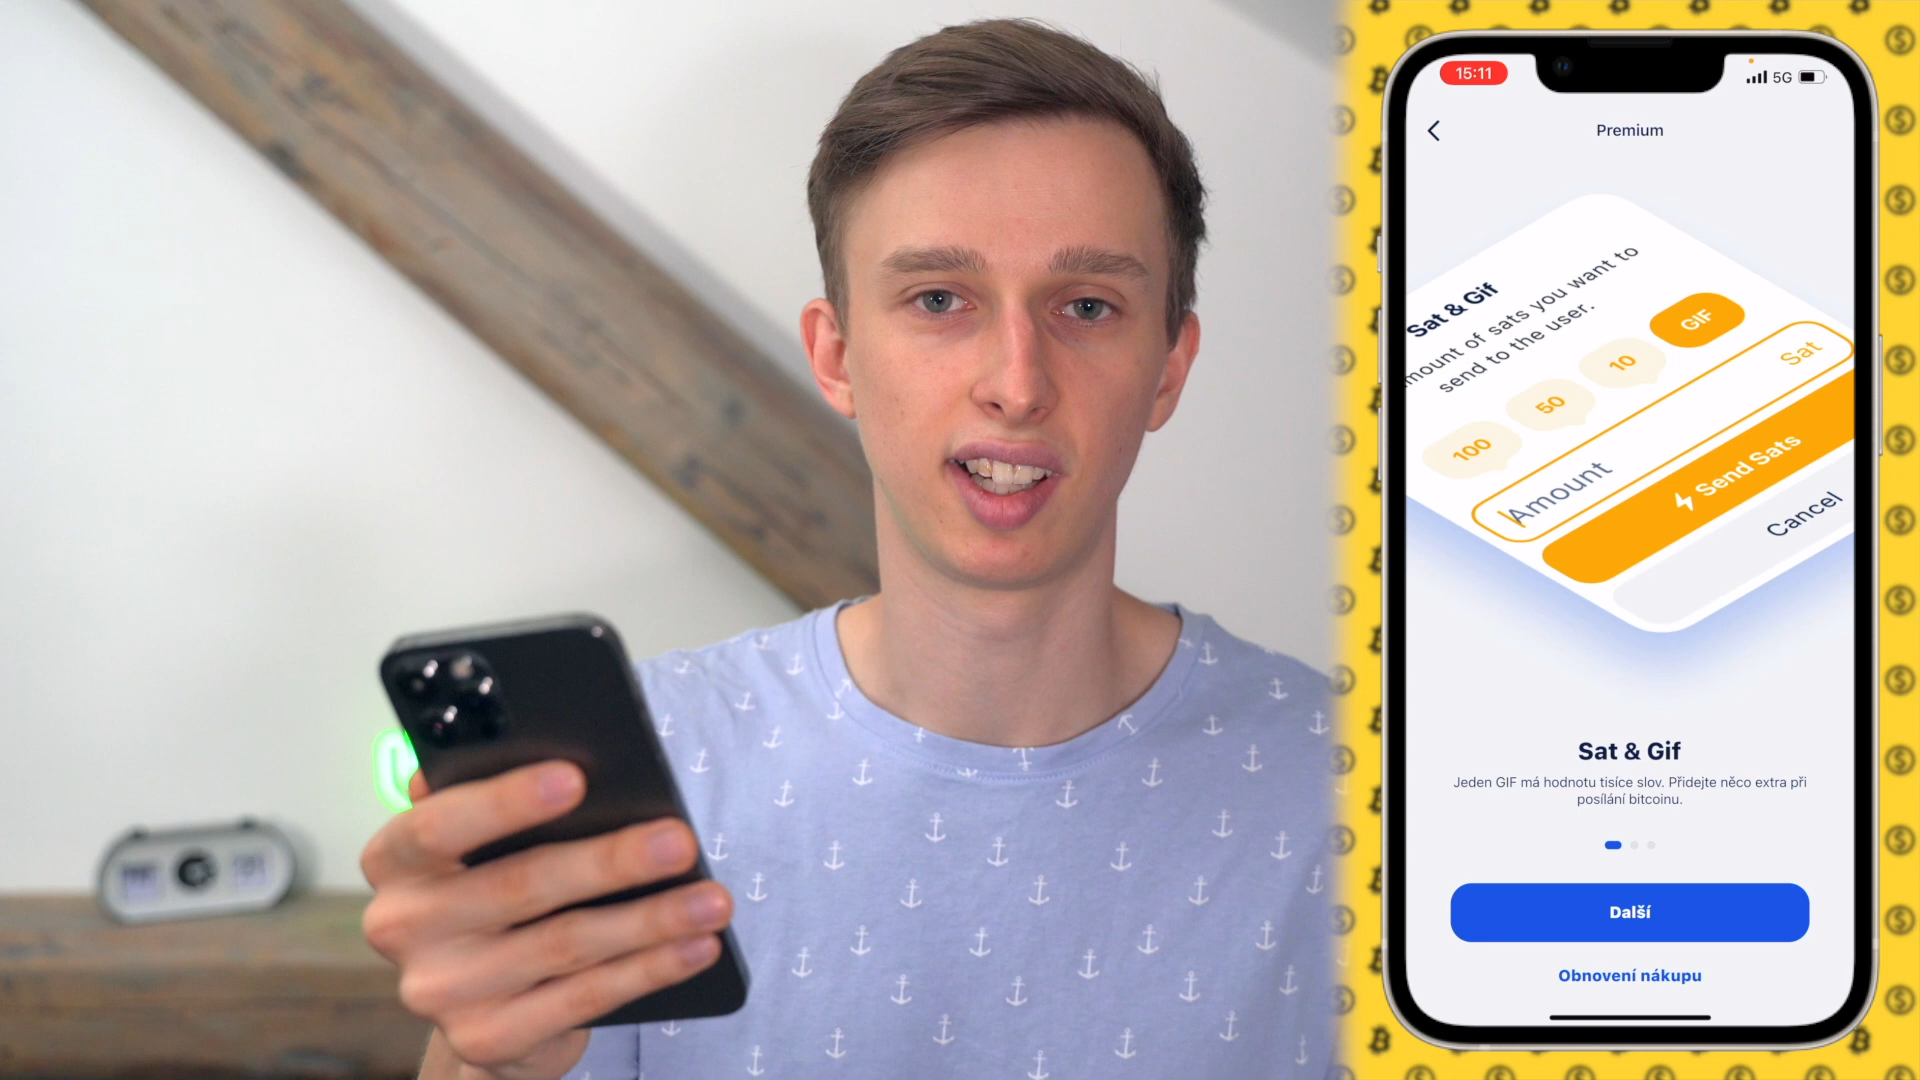 15:11
5G
Premium
Sat & Gif
mount of sats you want to
send to the user.
100
50
10
GIF
Amount
Sat
Send Sats
Cancel
Sat & Gif
Jeden GIF má hodnotu tisíce slov. Přidejte něco extra při
posílání bitcoinu.
Další
Obnovení nákupu